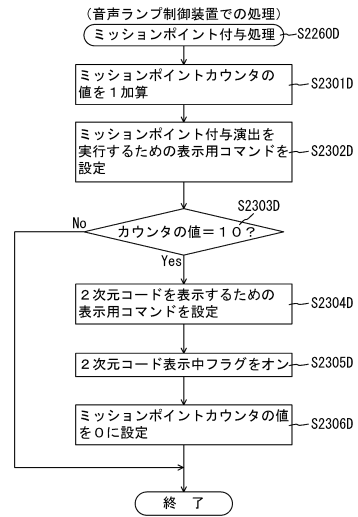 （音声ランプ制御装置での処理）
ミッションポイント付与処理 S2260D
ミッションポイントカウンタの
値を１加算
S2301D
ミッションポイント付与演出を
実行するための表示用コマンドを
設定
S2302D
S2303D
カウンタの値＝１０？
No
Yes
２次元コードを表示するための
表示用コマンドを設定
S2304D
２次元コード表示中フラグをオン S2305D
ミッションポイントカウンタの値
を０に設定
S2306D
終 了